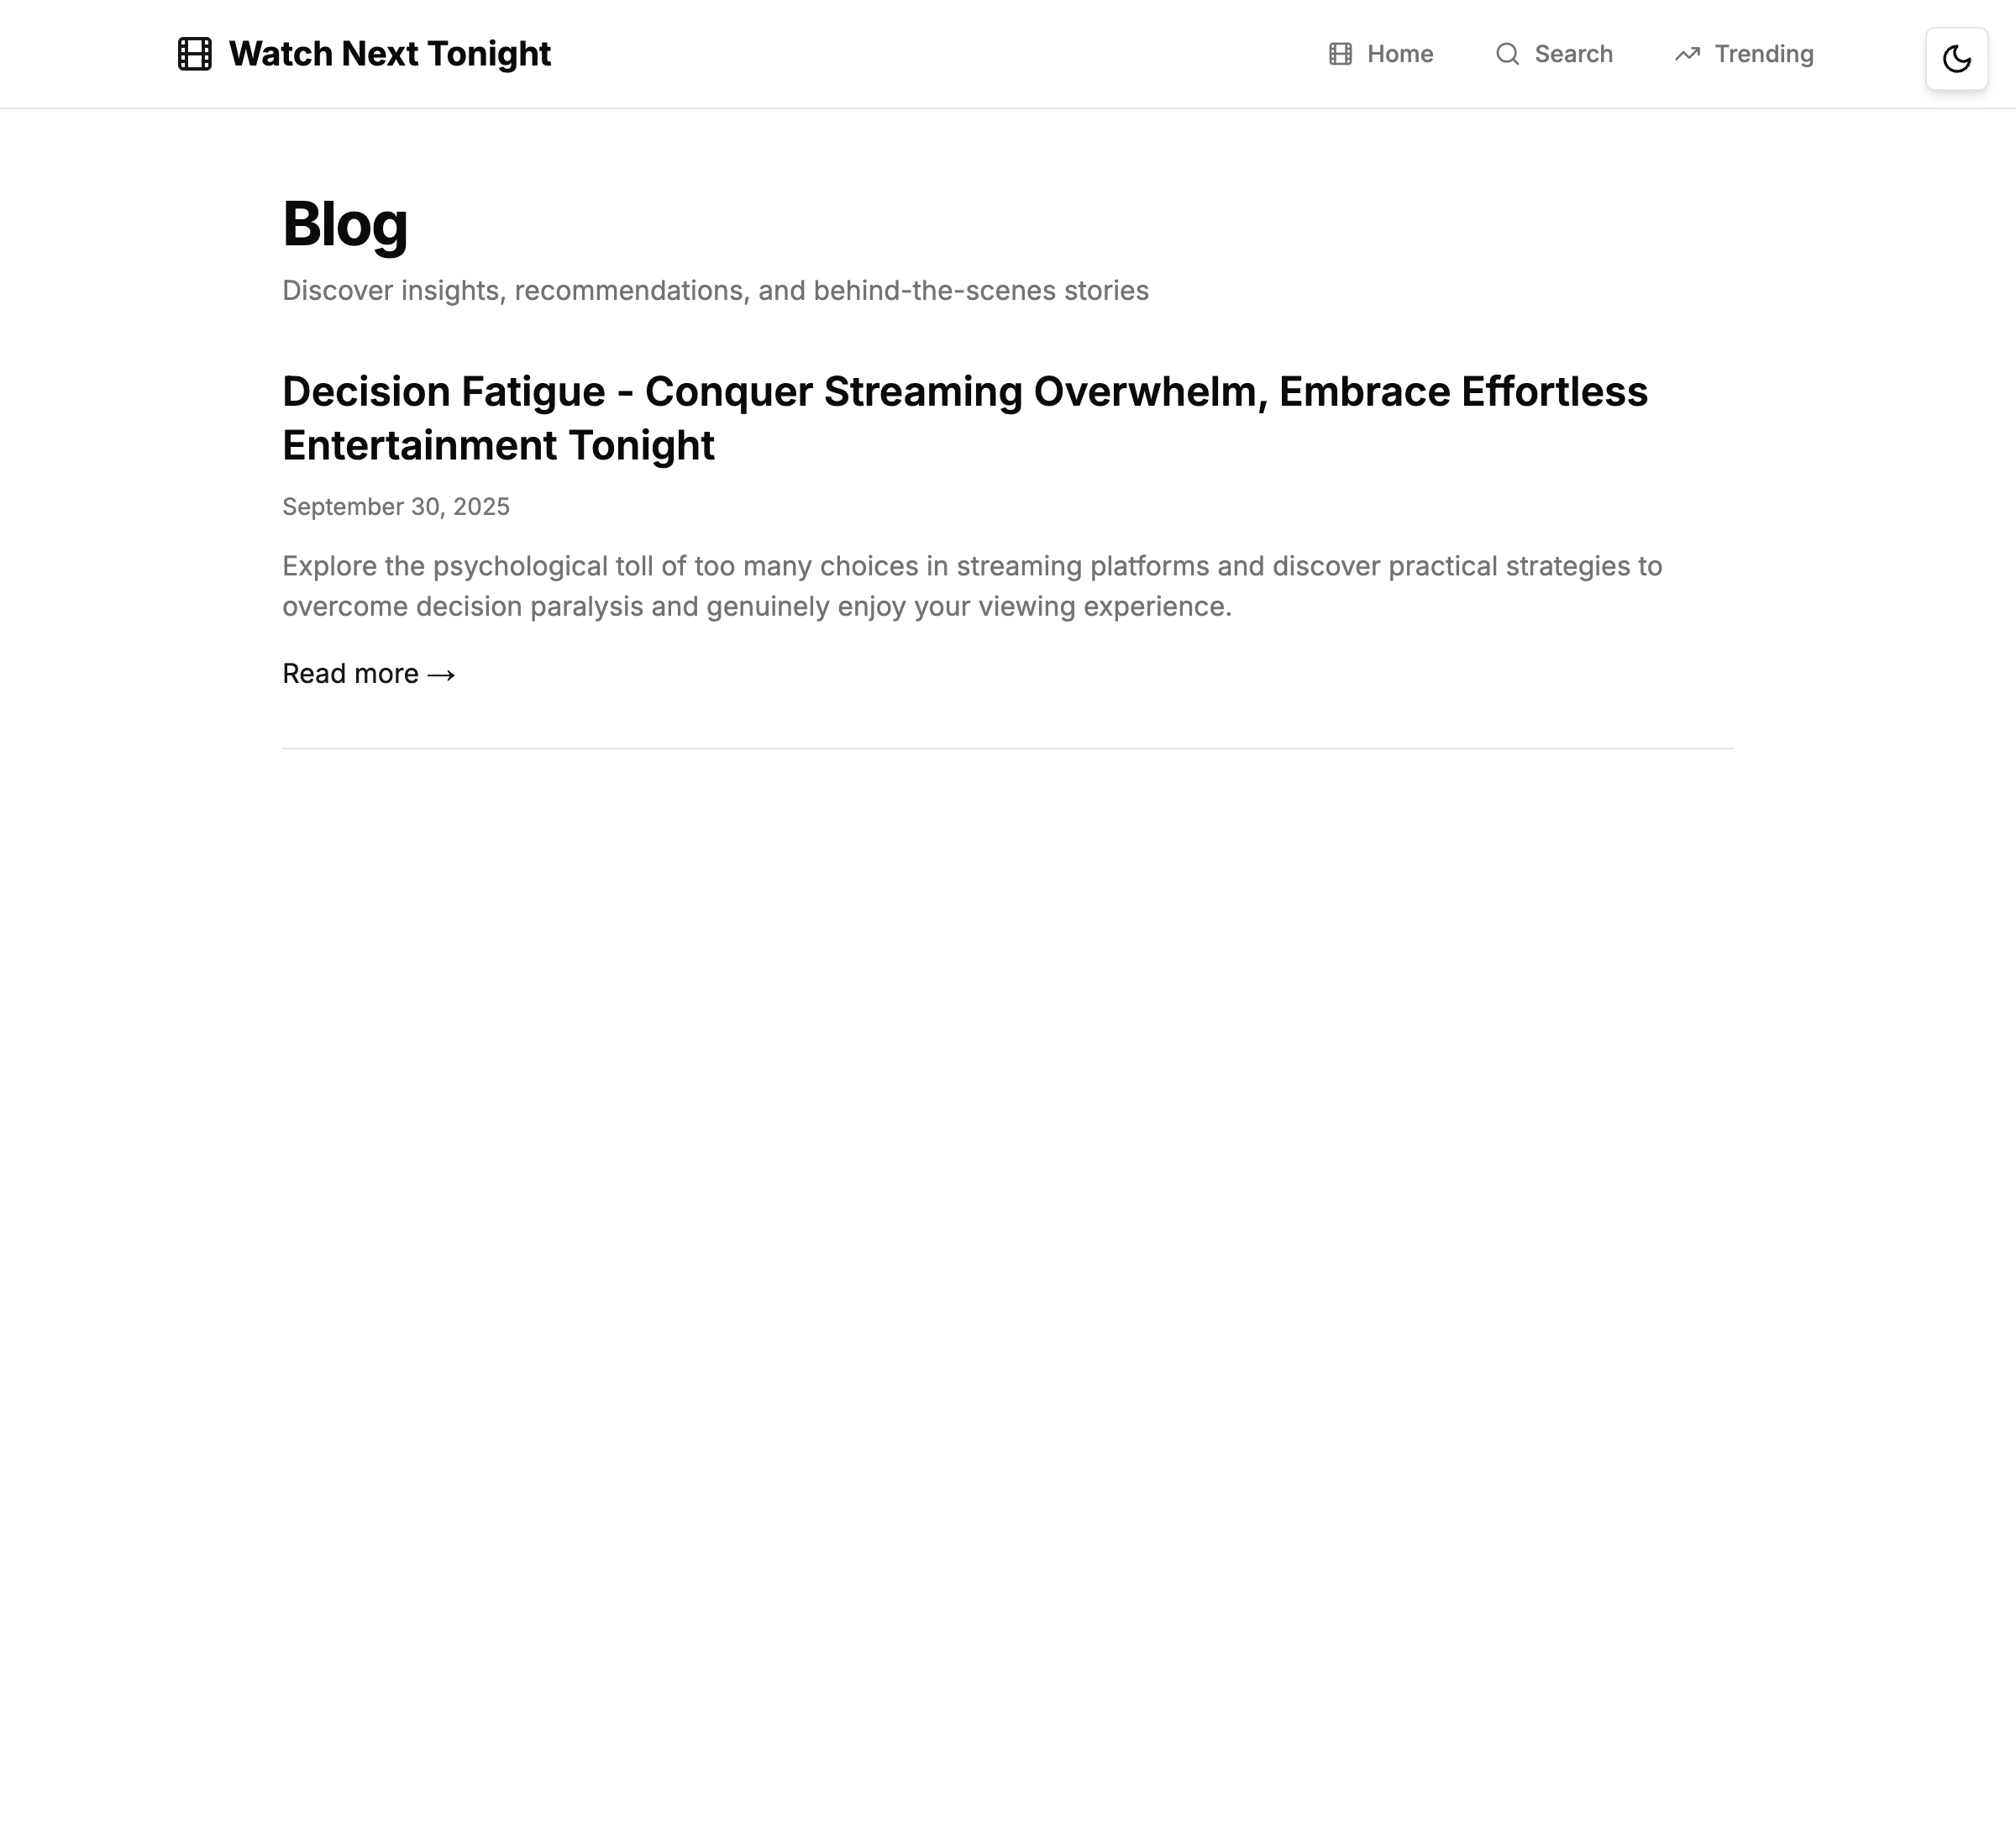 Watch Next Tonight
Home
Search
Trending
Blog
Discover insights, recommendations, and behind-the-scenes stories
Decision Fatigue - Conquer Streaming Overwhelm, Embrace Effortless
Entertainment Tonight
September 30, 2025
Explore the psychological toll of too many choices in streaming platforms and discover practical strategies to
overcome decision paralysis and genuinely enjoy your viewing experience.
Read more →